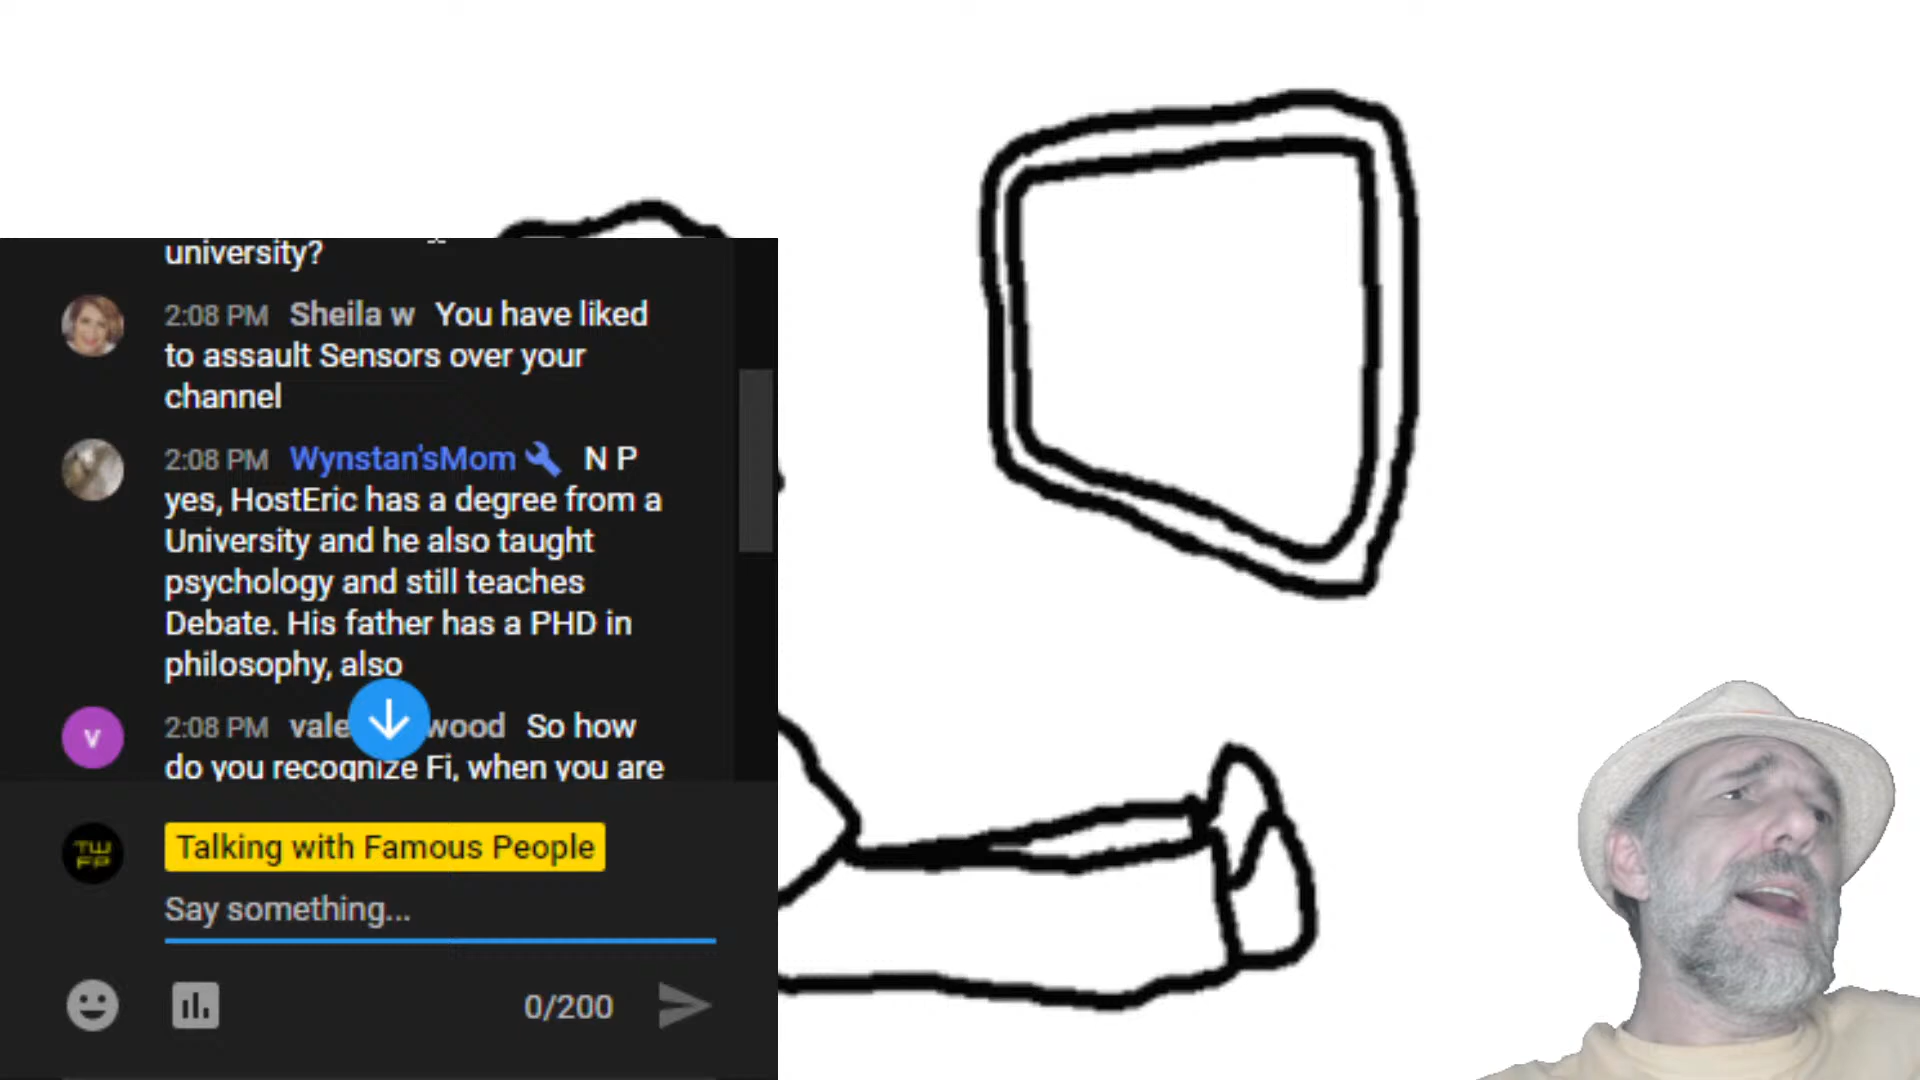 university?
2:08 PM Sheila w You have liked
to assault Sensors over your
channel
2:08 PM Wynstan'sMom N P
yes, HostEric has a degree from a
University and he also taught
psychology and still teaches
Debate. His father has a PHD in
philosophy, also
V
2:08 PM vale wood So how
do you recognize Fi, when you are
TW
FP
Talking with Famous People
Say something...
0/200